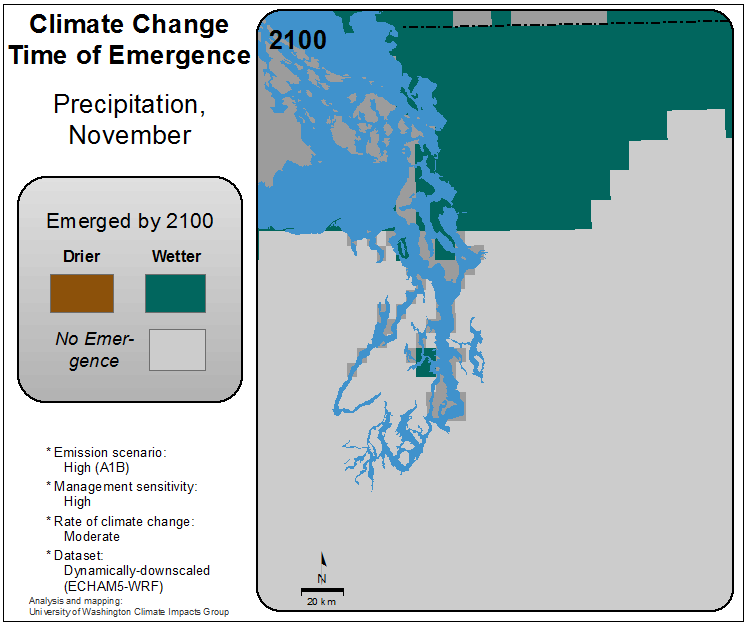 Climate Change
Time of Emergence
Precipitation,
November
Emerged by 2100
Drier
Wetter
No Emer-
gence
* Emission scenario:
High (A1B)
* Management sensitivity:
High
* Rate of climate change:
Moderate
* Dataset:
Dynamically-downscaled
(ECHAM5-WRF)
Analysis and mapping:
University of Washington Climate Impacts Group
2100
N
20 km